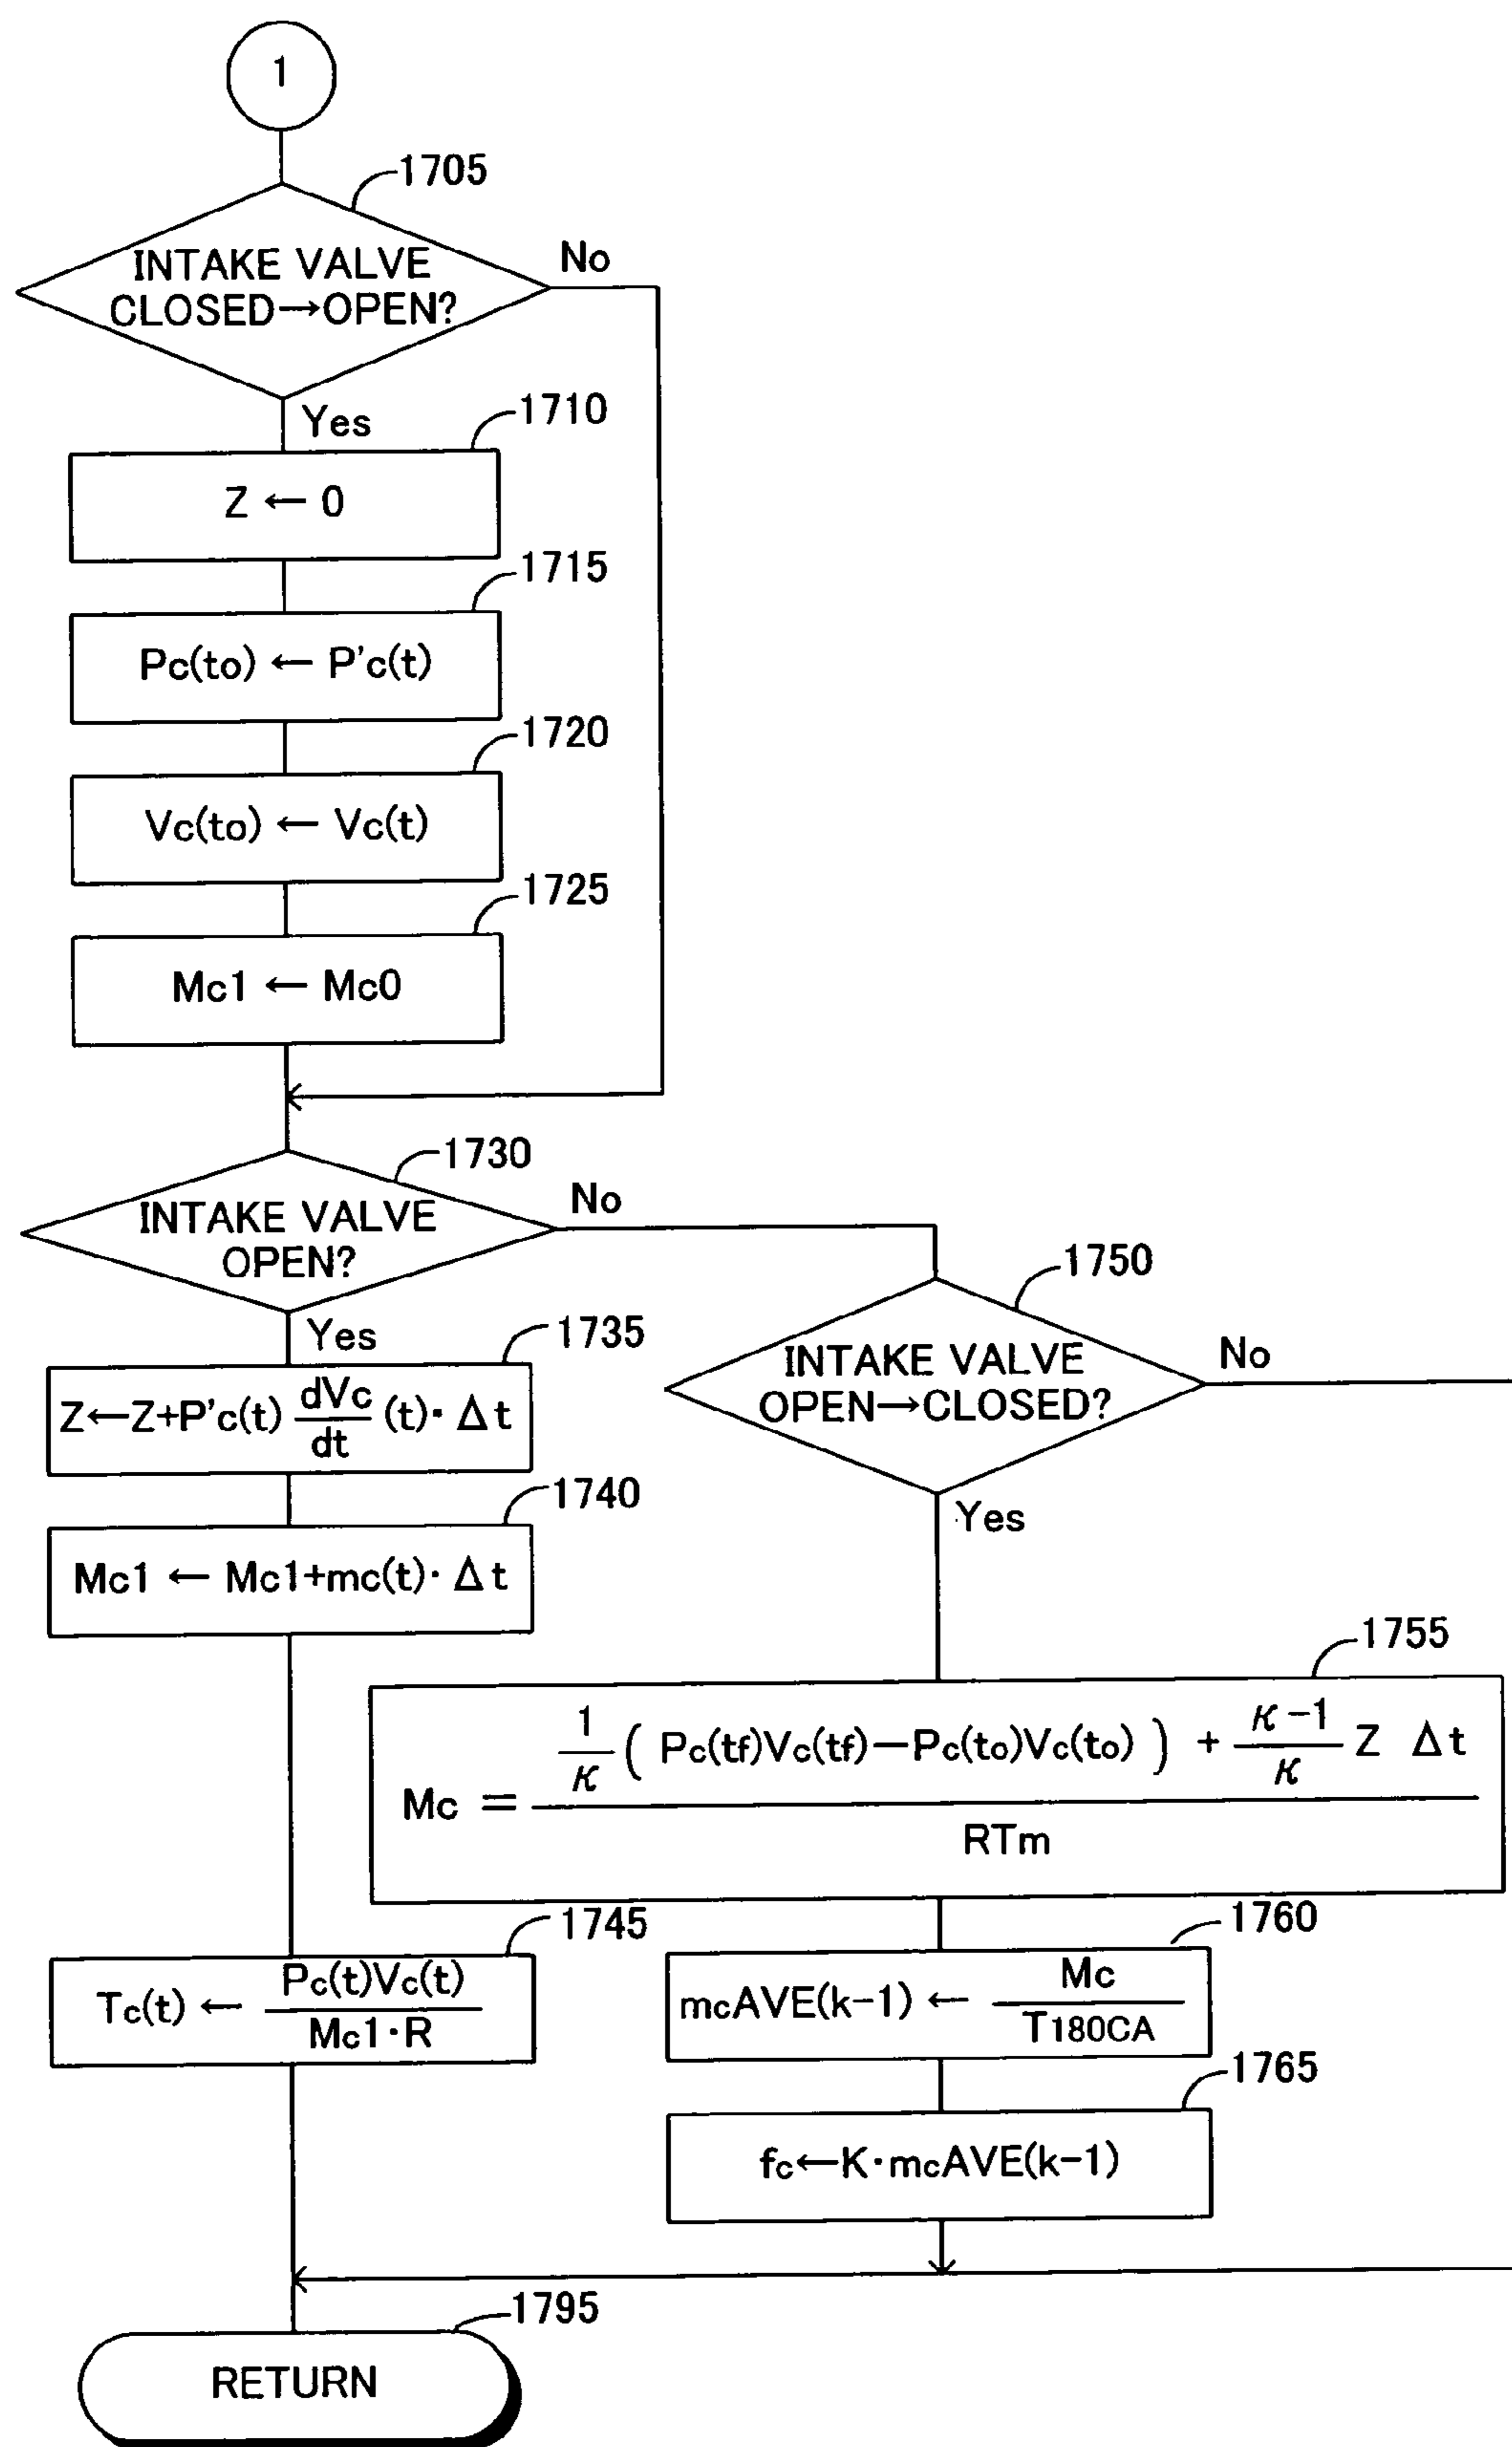 1
1705
INTAKE VALVE
CLOSED→OPEN?
No
Yes
1710
Z ← 0
1715
Pc(to) ← P'c(t)
1720
Vc(to) ← Vc(t)
1725
Mc1 ← Mc0
1730
INTAKE VALVE
OPEN?
No
Yes
1735
Z←Z+P'c(t) dVc/dt (t)· Δt
1740
Mc1 ← Mc1+mc(t)· Δt
1745
Tc(t) ← Pc(t)Vc(t)/Mc1·R
1750
INTAKE VALVE
OPEN→CLOSED?
No
Yes
1755
Mc = 1/κ ( Pc(tf)Vc(tf)−Pc(to)Vc(to) ) + κ−1/κ Z Δt
RTm
1760
mcAVE(k−1) ← Mc/T180CA
1765
fc←K·mcAVE(k−1)
1795
RETURN